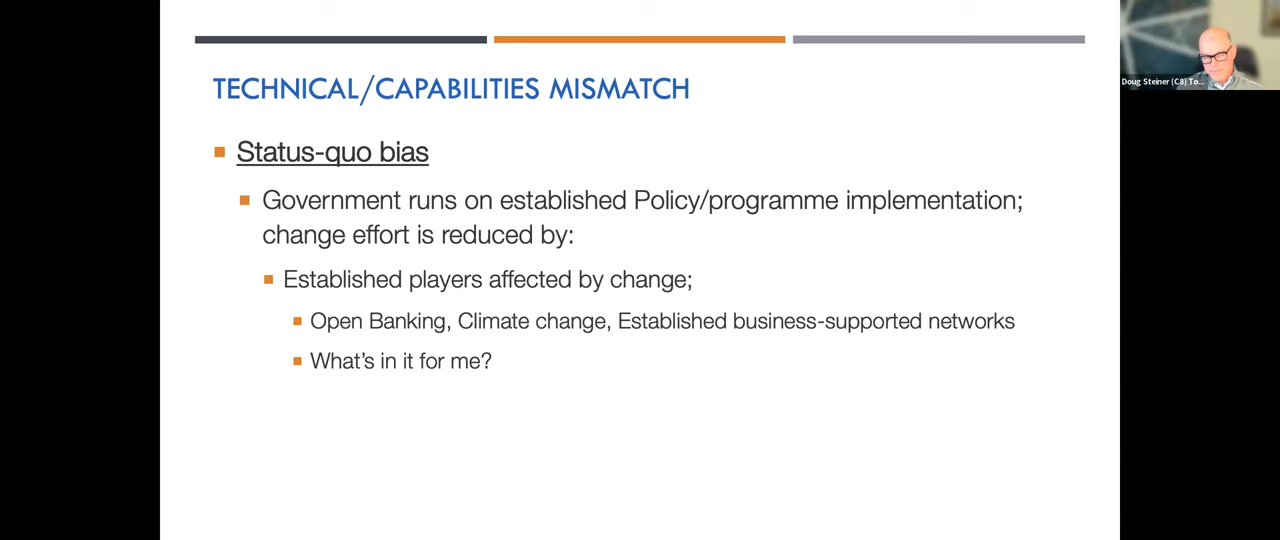 TECHNICAL/CAPABILITIES MISMATCH
Status-quo bias
Government runs on established Policy/programme implementation;
change effort is reduced by:
Established players affected by change;
Open Banking, Climate change, Established business-supported networks
What's in it for me?
Doug Steiner (C8) To...